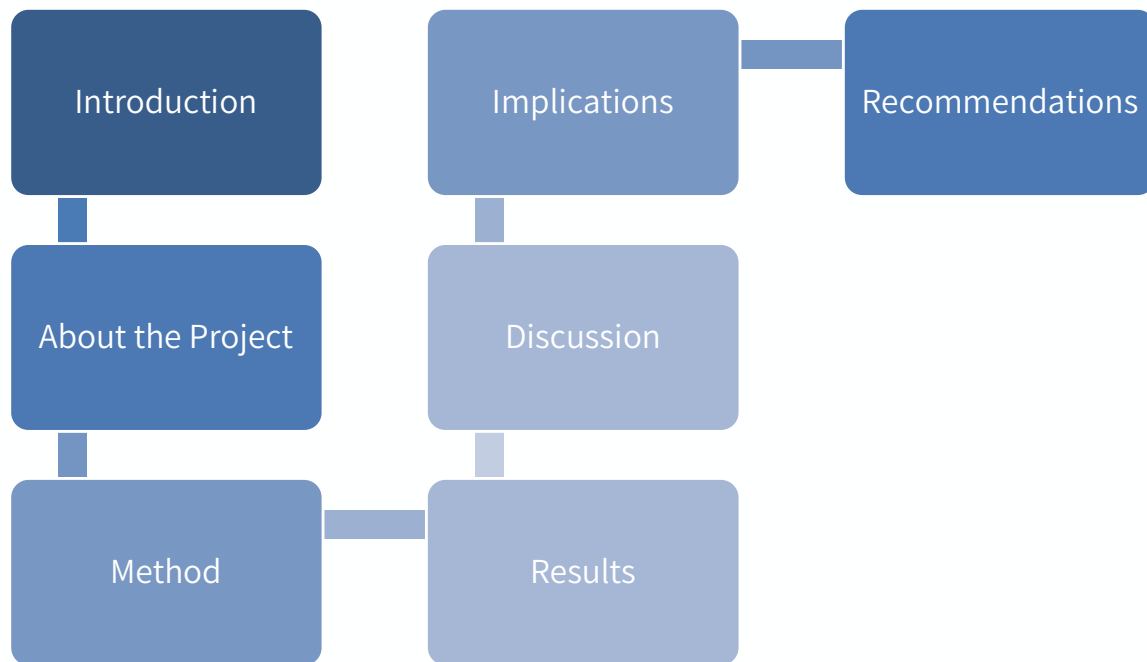 Introduction
About the Project
Method
Results
Discussion
Implications
Recommendations